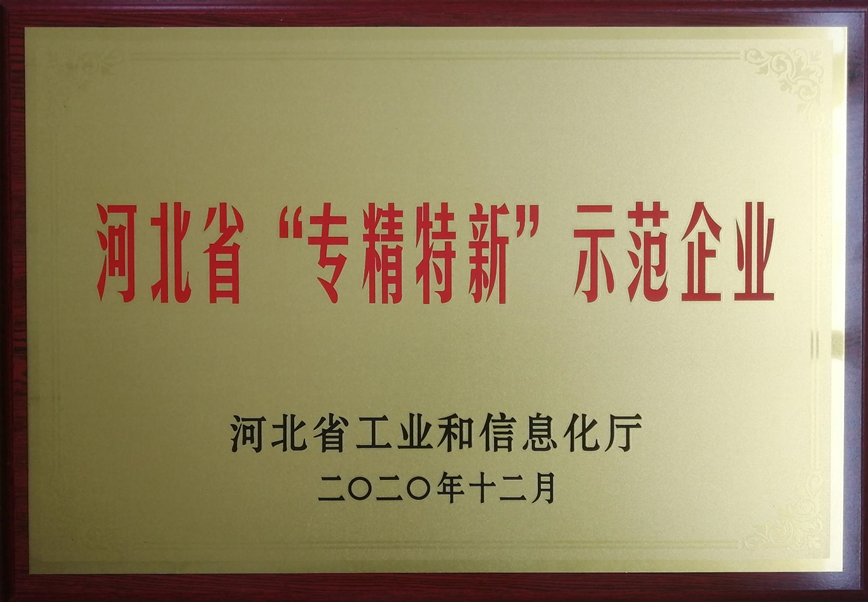 河北省“专精特新”示范企业
河北省工业和信息化厅
二〇二〇年十二月